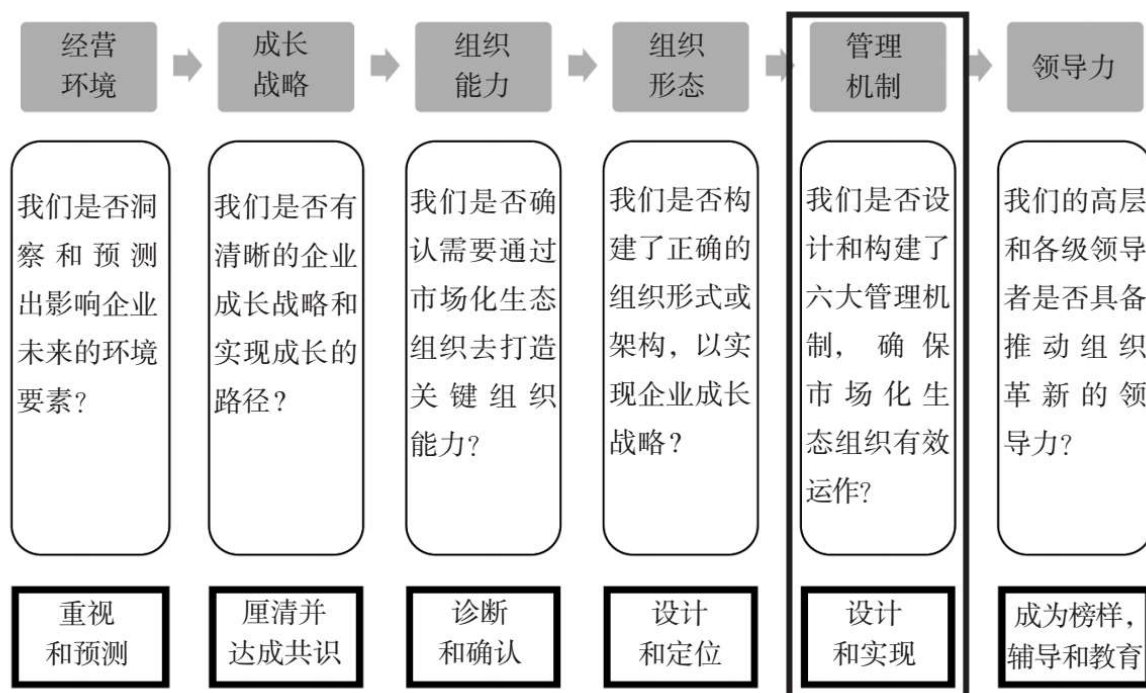 经营
环境
成长
战略
组织
能力
组织
形态
管理
机制
领导力
我们是否洞
察和预测
出影响企业
未来的环境
要素？
我们是否有
清晰的企业
成长战略和
实现成长的
路径？
我们是否确
认需要通过
市场化生态
组织去打造
关键组织
能力？
我们是否构
建了正确的
组织形式或
架构，以实
现企业成长
战略？
我们是否设
计和构建了
六大管理机
制，确保
市场化生
态组织有效
运作？
我们的高层
和各级领导
者是否具备
推动组织
革新的领
导力？
重视
和预测
厘清并
达成共识
诊断
和确认
设计
和定位
设计
和实现
成为榜样，
辅导和教育